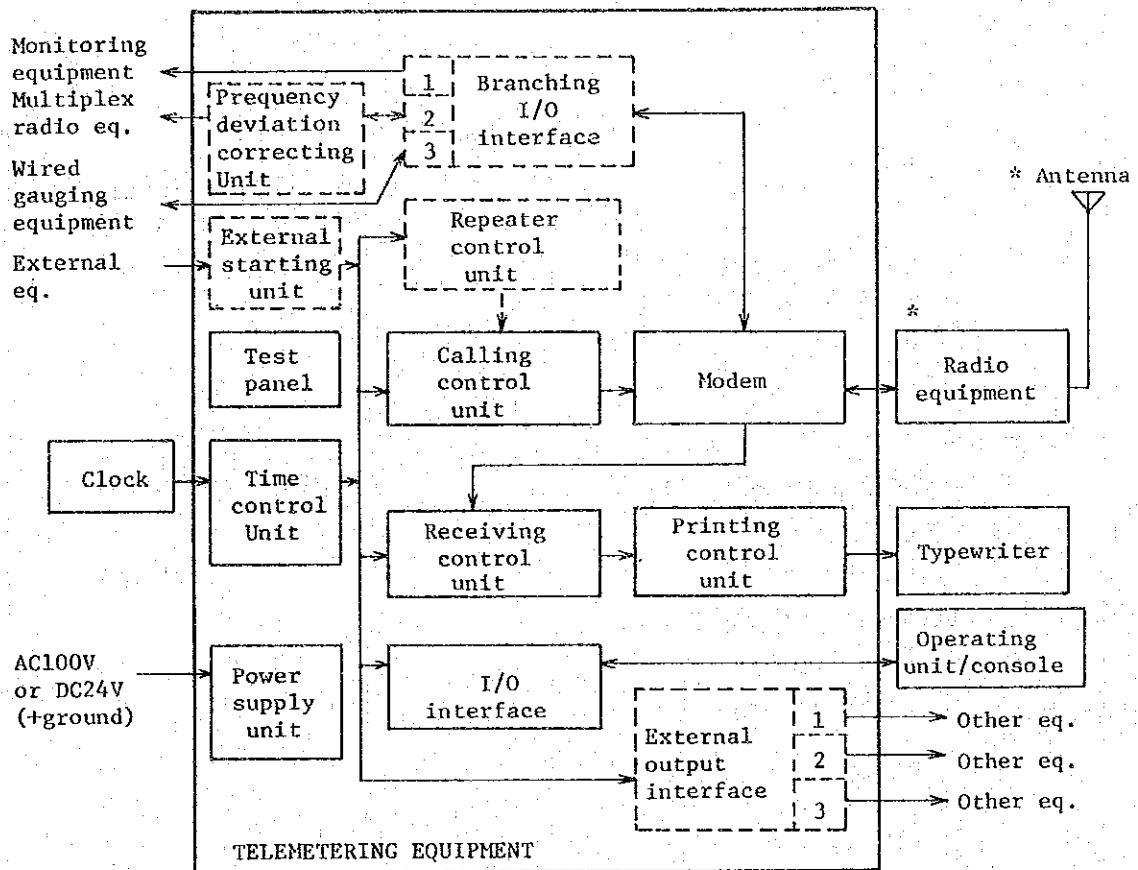 Monitoring
equipment
Multiplex
radio eq.
Wired
gauging
equipment
External
eq.
Prequency
deviation
correcting
Unit
1
2
3
Branching
I/O
interface
External
starting
unit
Repeater
control
unit
* Antenna
Test
panel
Calling
control
unit
Modem
*
Radio
equipment
Clock
Time
control
Unit
Receiving
control
unit
Printing
control
unit
Typewriter
AC100V
or DC24V
(+ground)
Power
supply
unit
I/O
interface
Operating
unit/console
External
output
interface
1
2
3
Other eq.
Other eq.
Other eq.
TELEMETERING EQUIPMENT